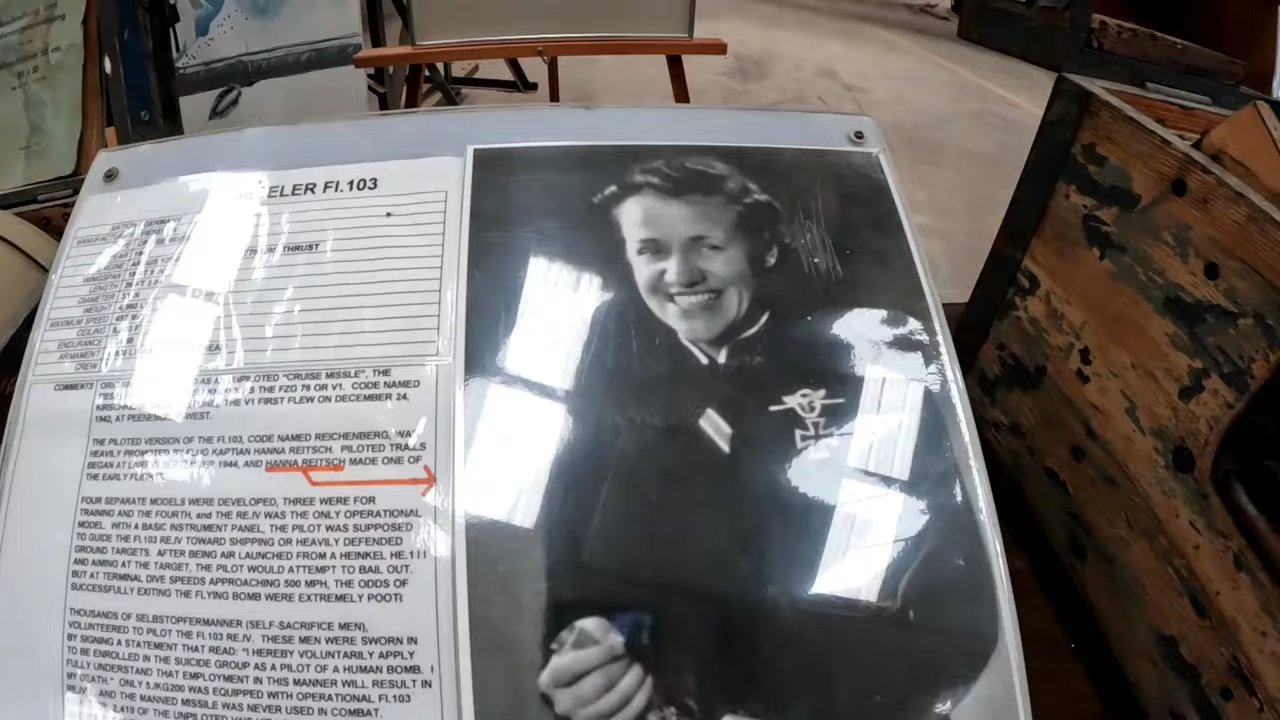 ELER FI.103
THRUST
LENGTH
DIAMETER
WEIGHT
MAXIMUM SPEED
CEILING
ENDURANCE
ARMAMENT
CREW
COMMENTS
AS AN UNPILOTED "CRUISE MISSLE", THE
THE FZG 76 OR V1. CODE NAMED
THE V1 FIRST FLEW ON DECEMBER 24,
1942, AT WEST.
THE PILOTED VERSION OF THE FI.103, CODE NAMED REICHENBERG, WAS
HEAVILY PROMOTED BY FLUG KAPTIAN HANNA REITSCH. PILOTED TRAILS
BEGAN AT 1944, AND HANNA REITSCH MADE ONE OF
THE EARLY
FOUR SEPARATE MODELS WERE DEVELOPED, THREE WERE FOR
TRAINING AND THE FOURTH, and THE RE.IV WAS THE ONLY OPERATIONAL
MODEL. WITH A BASIC INSTRUMENT PANEL, THE PILOT WAS SUPPOSED
TO GUIDE THE FI.103 RE.IV TOWARD SHIPPING OR HEAVILY DEFENDED
GROUND TARGETS. AFTER BEING AIR LAUNCHED FROM A HEINKEL HE.111
AND AIMING AT THE TARGET, THE PILOT WOULD ATTEMPT TO BAIL OUT.
BUT AT TERMINAL DIVE SPEEDS APPROACHING 500 MPH, THE ODDS OF
SUCCESSFULLY EXITING THE FLYING BOMB WERE EXTREMELY
THOUSANDS OF SELBSTOPFERMANNER (SELF-SACRIFICE MEN),
VOLUNTEERED TO PILOT THE FI.103 RE.IV. THESE MEN WERE SWORN IN
BY SIGNING A STATEMENT THAT READ: "I HEREBY VOLUNTARILY APPLY
TO BE ENROLLED IN THE SUICIDE GROUP AS A PILOT OF A HUMAN BOMB. I
FULLY UNDERSTAND THAT EMPLOYMENT IN THIS MANNER WILL RESULT IN
MY DEATH." ONLY 5./KG200 WAS EQUIPPED WITH OPERATIONAL FI.103
AND THE MANNED MISSILE WAS NEVER USED IN COMBAT.
2,419 OF THE UNPILOTED